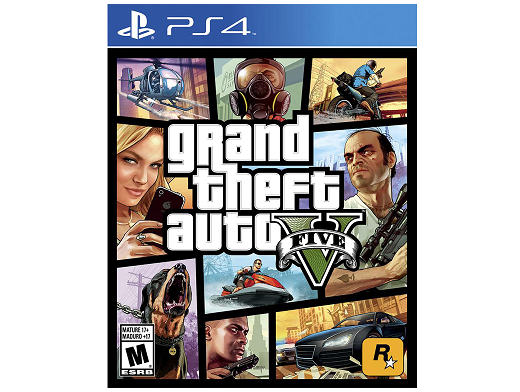 PS4
grand
theft
auto
V
FIVE
MATURE 17+
MADURO +17
M
ESRB
R